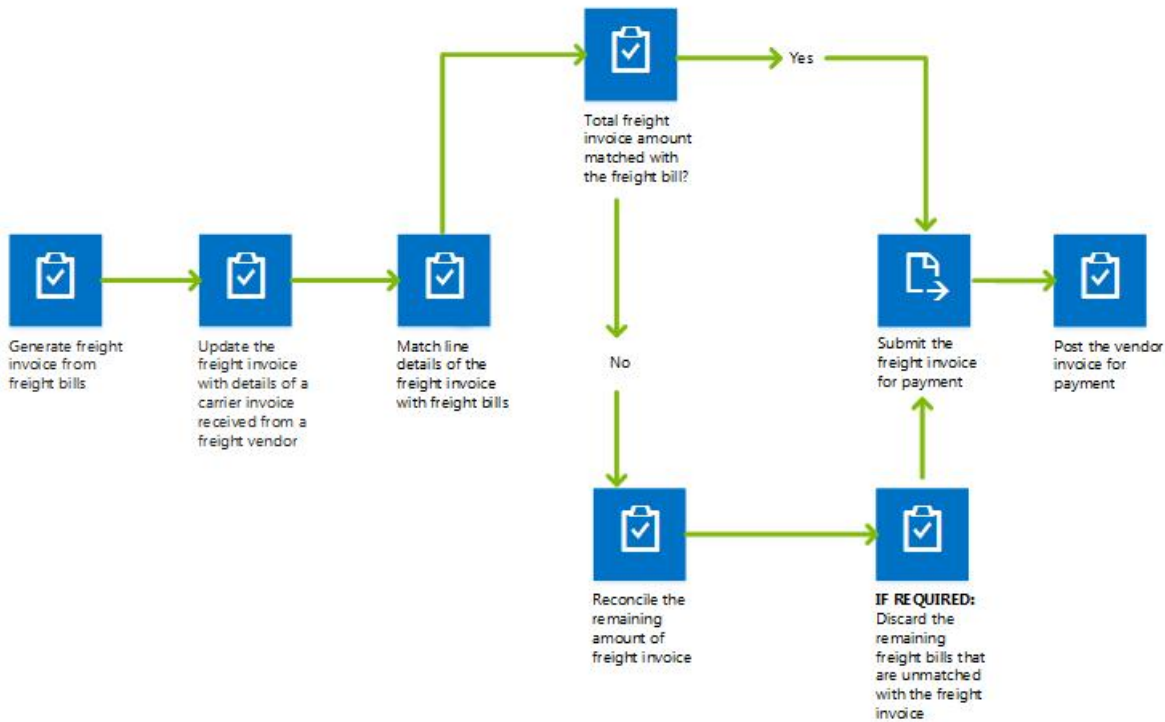 Yes
Total freight
invoice amount
matched with
the freight bill?
Generate freight
invoice from
freight bills
Update the
freight invoice
with details of a
carrier invoice
received from a
freight vendor
Match line
details of the
freight invoice
with freight bills
No
Submit the
freight invoice
for payment
Post the vendor
invoice for
payment
Reconcile the
remaining
amount of
freight invoice
IF REQUIRED:
Discard the
remaining
freight bills that
are unmatched
with the freight
invoice